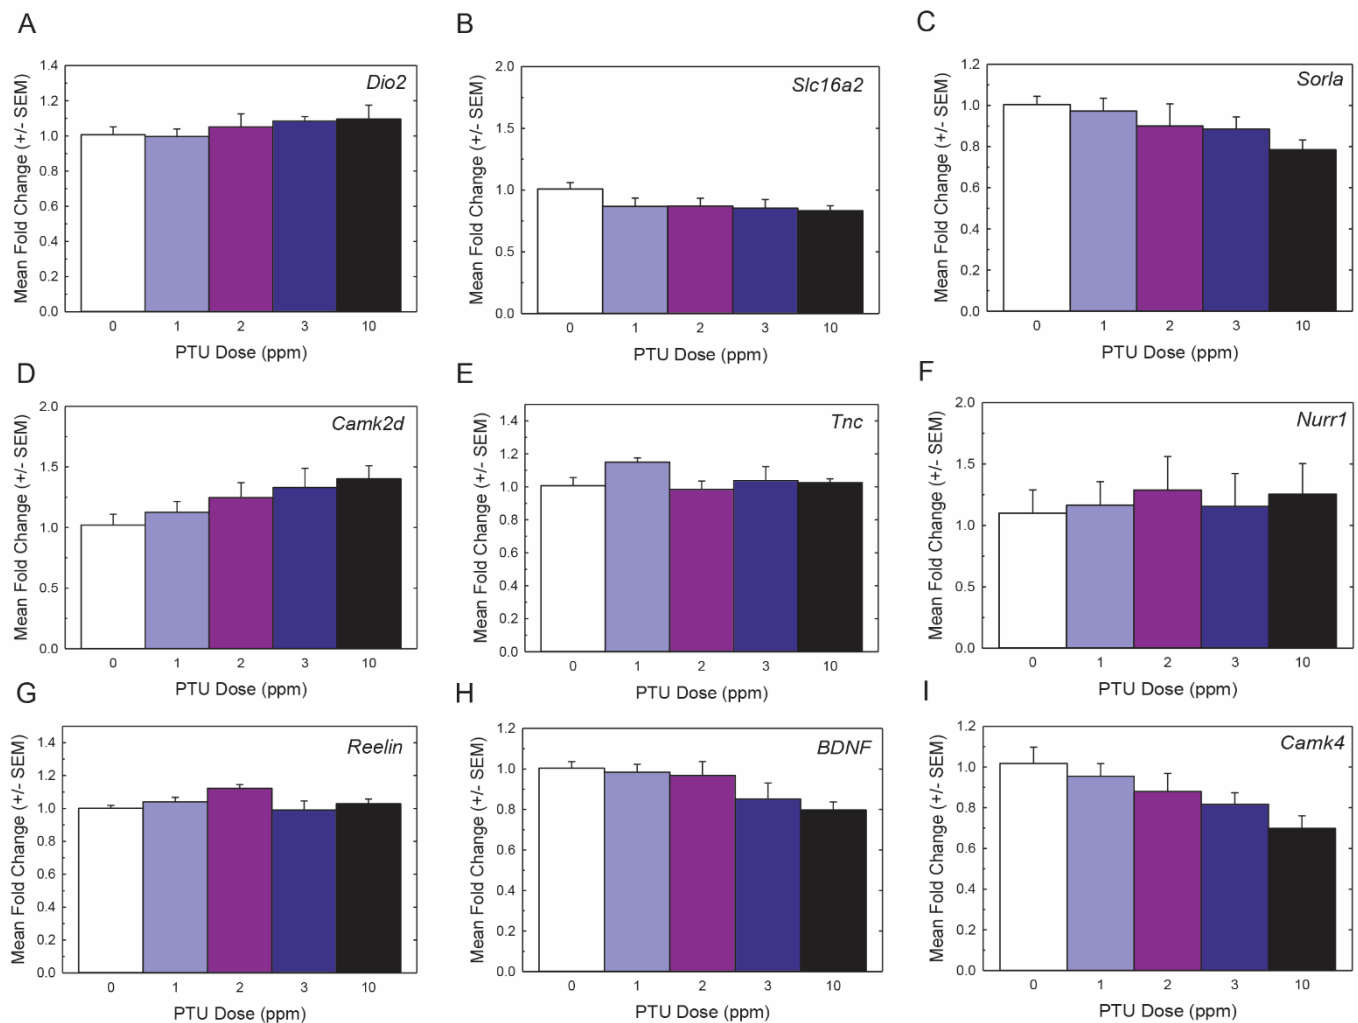 A
Dio2
Mean Fold Change (+/- SEM)
1.4
1.2
1.0
0.8
0.6
0.4
0.2
0.0
0 1 2 3 10
PTU Dose (ppm)
B
Slc16a2
Mean Fold Change (+/- SEM)
2.0
1.5
1.0
0.5
0.0
0 1 2 3 10
PTU Dose (ppm)
C
Sorla
Mean Fold Change (+/- SEM)
1.2
1.0
0.8
0.6
0.4
0.2
0.0
0 1 2 3 10
PTU Dose (ppm)
D
Camk2d
Mean Fold Change (+/- SEM)
2.0
1.5
1.0
0.5
0.0
0 1 2 3 10
PTU Dose (ppm)
E
Tnc
Mean Fold Change (+/- SEM)
1.4
1.2
1.0
0.8
0.6
0.4
0.2
0.0
0 1 2 3 10
PTU Dose (ppm)
F
Nurr1
Mean Fold Change (+/- SEM)
2.0
1.5
1.0
0.5
0.0
0 1 2 3 10
PTU Dose (ppm)
G
Reelin
Mean Fold Change (+/- SEM)
1.4
1.2
1.0
0.8
0.6
0.4
0.2
0.0
0 1 2 3 10
PTU Dose (ppm)
H
BDNF
Mean Fold Change (+/- SEM)
1.2
1.0
0.8
0.6
0.4
0.2
0.0
0 1 2 3 10
PTU Dose (ppm)
I
Camk4
Mean Fold Change (+/- SEM)
1.2
1.0
0.8
0.6
0.4
0.2
0.0
0 1 2 3 10
PTU Dose (ppm)